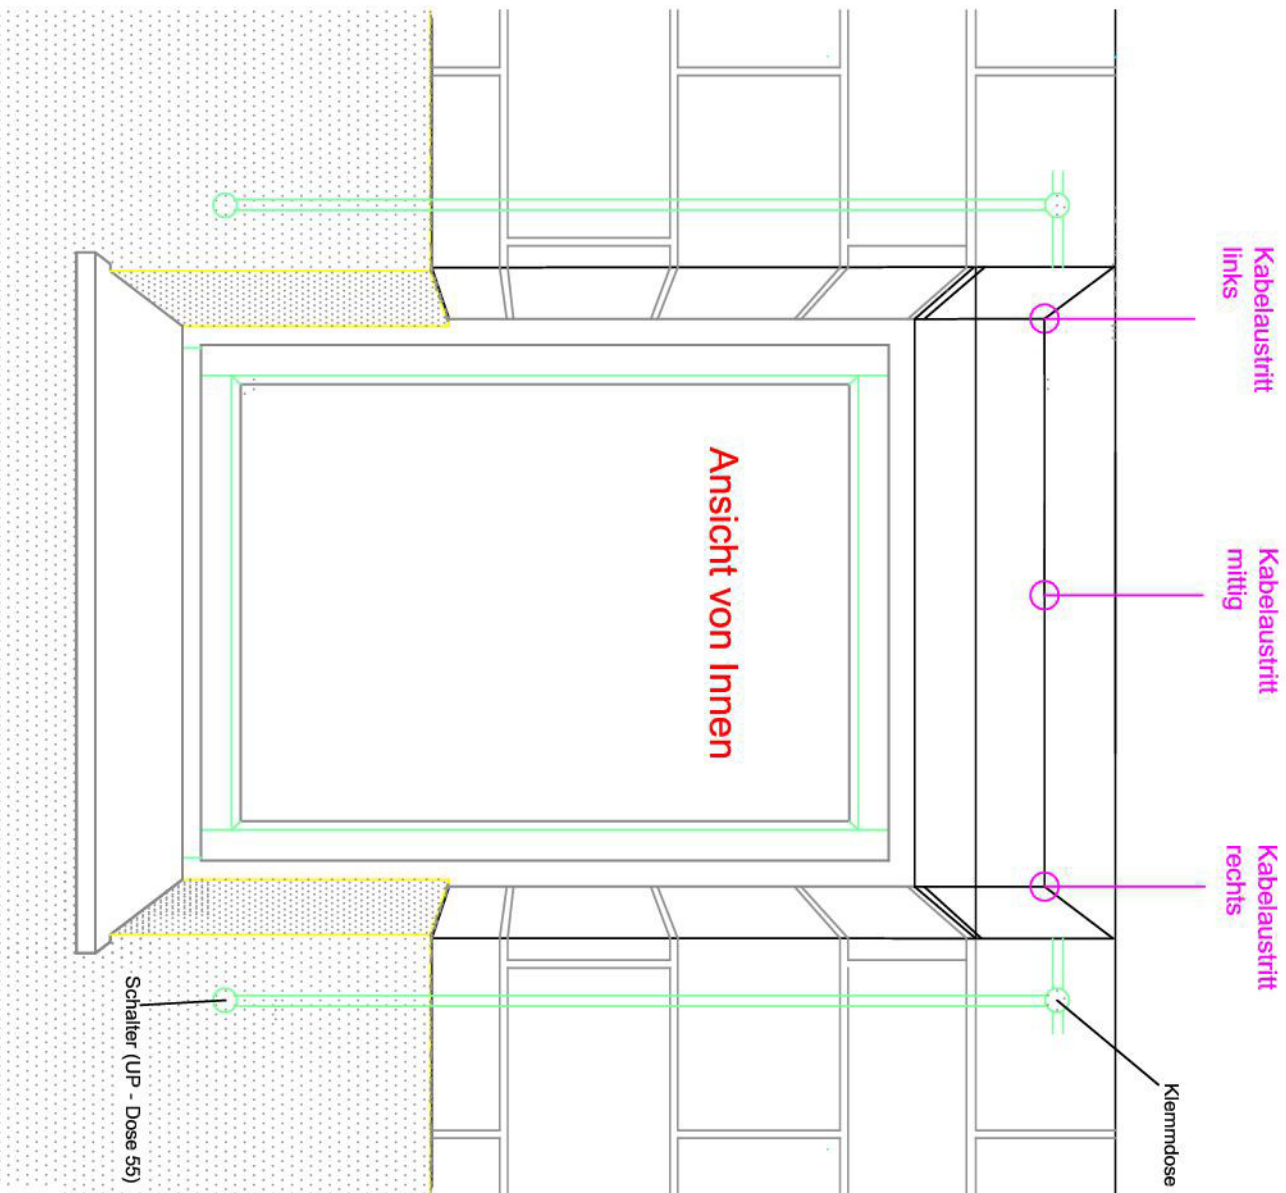 Kabelaustritt
links
Kabelaustritt
mittig
Kabelaustritt
rechts
Klemmdose
Ansicht von Innen
Schalter (UP - Dose 55)